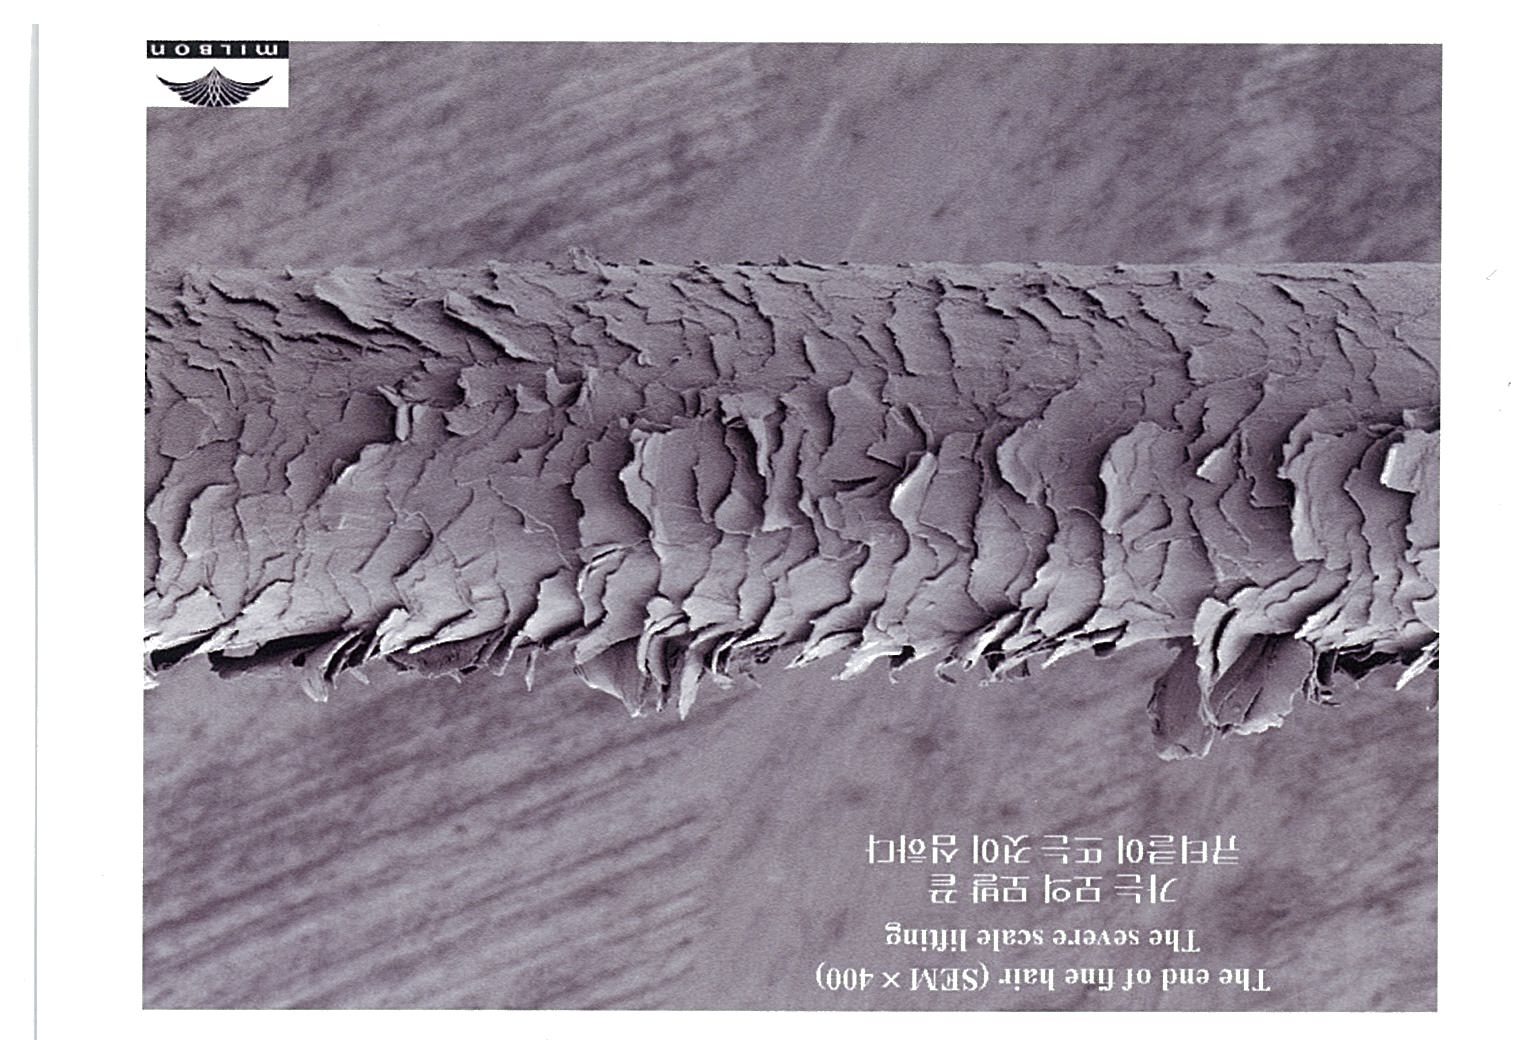 The end of fine hair (SEM × 400)
The severe scale lifting
가는 모의 모발 끝
큐티클이 뜨는 것이 심하다
MILBON